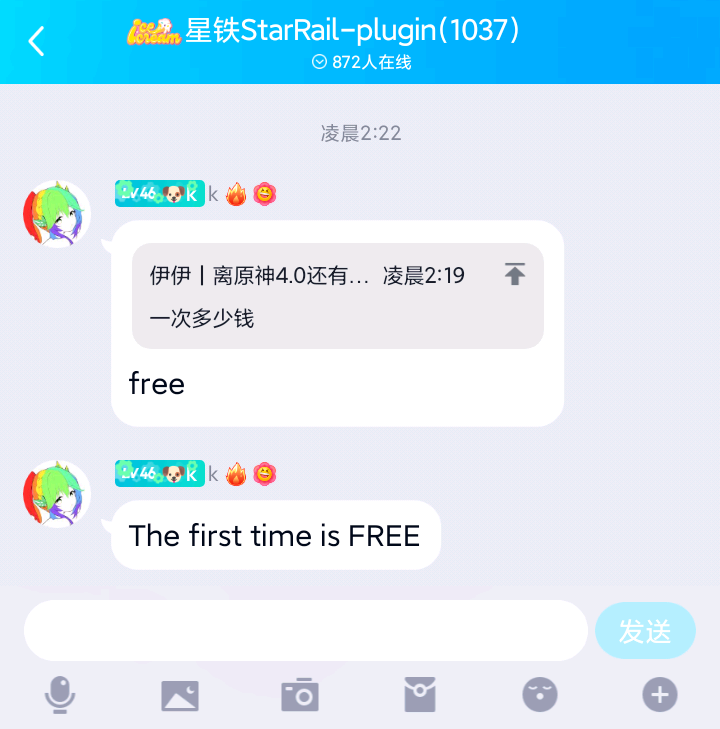 ice cream 星铁StarRail-plugin(1037)
872人在线
凌晨2:22
LV46 k k
伊伊丨离原神4.0还有... 凌晨2:19
一次多少钱
free
LV46 k k
The first time is FREE
发送